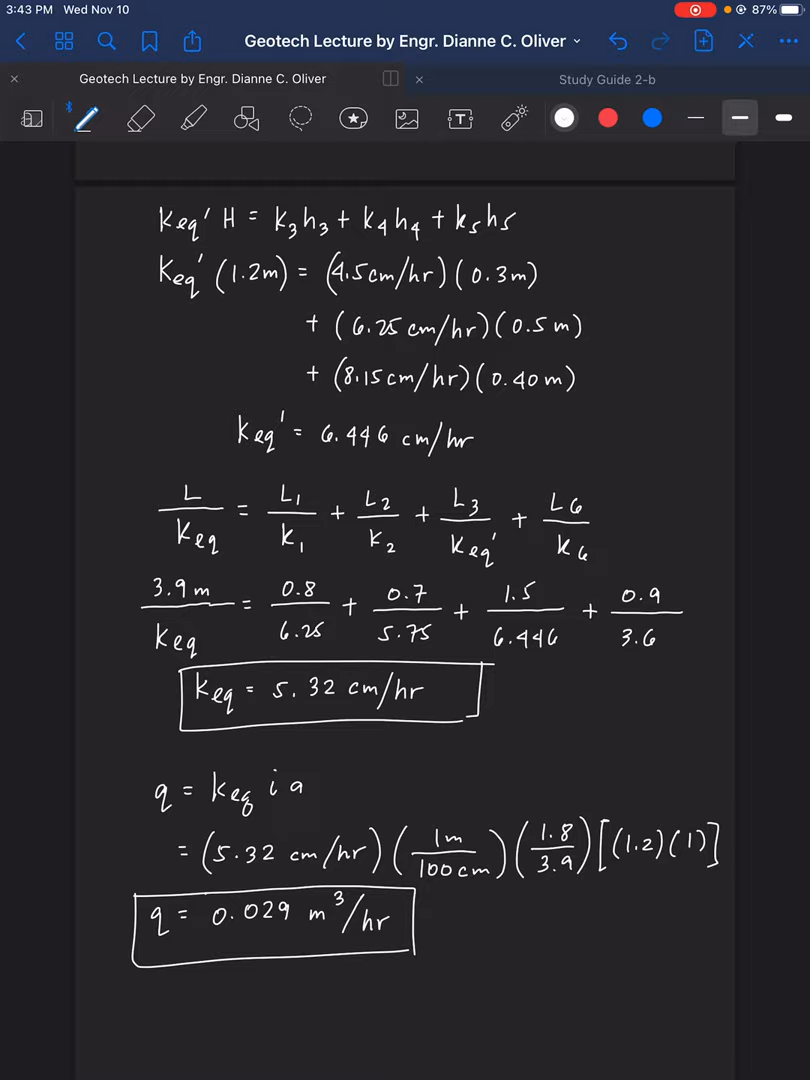 3:43 PM Wed Nov 10
87%
Geotech Lecture by Engr. Dianne C. Oliver
Geotech Lecture by Engr. Dianne C. Oliver
Study Guide 2-b
Keq' H = k3h3 + k4h4 + k5h5
Keq' (1.2m) = (4.5cm/hr)(0.3m)
+ (6.25 cm/hr)(0.5m)
+ (8.15cm/hr)(0.40m)
keq' = 6.446 cm/hr
L/Keq = L1/k1 + L2/k2 + L3/keq' + L6/k6
3.9m/keq = 0.8/6.25 + 0.7/5.75 + 1.5/6.446 + 0.9/3.6
keq = 5.32 cm/hr
q = keq i a
= (5.32 cm/hr)(1m/100cm)(1.8/3.9)[(1.2)(1)]
q = 0.029 m³/hr